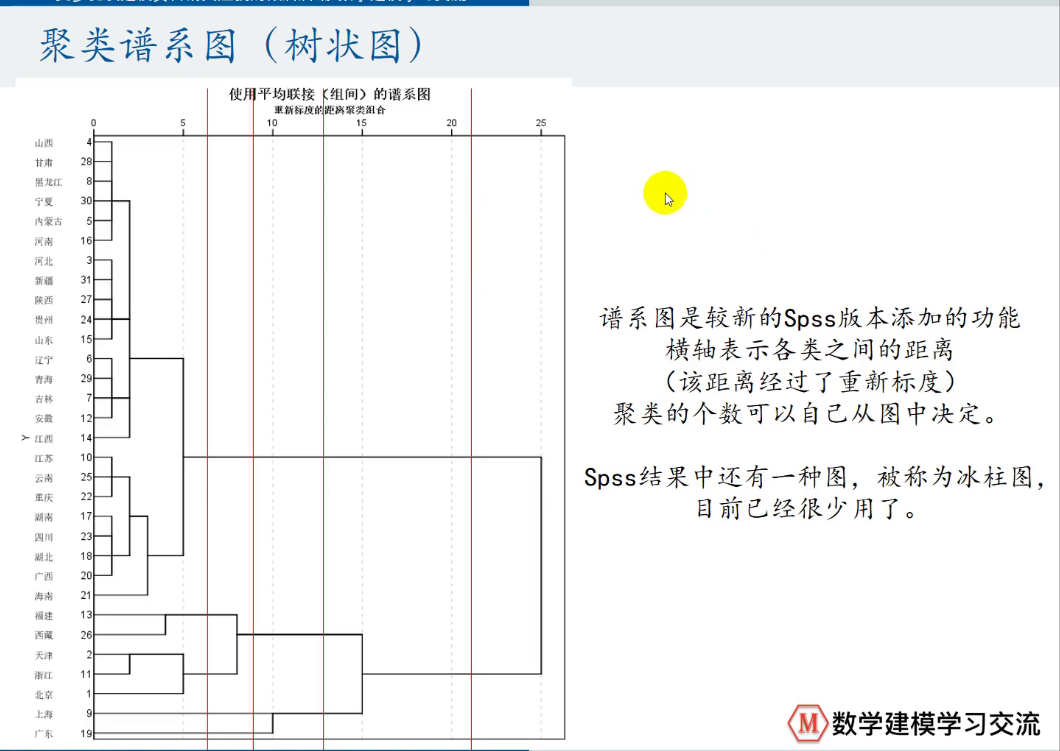 聚类谱系图（树状图）
使用平均联接（组间）的谱系图
重新标度的距离聚类组合
0 5 10 15 20 25
山西 4
甘肃 28
黑龙江 8
宁夏 30
内蒙古 5
河南 16
河北 3
新疆 31
陕西 27
贵州 24
山东 15
辽宁 6
青海 29
吉林 7
安徽 12
Y 江西 14
江苏 10
云南 25
重庆 22
湖南 17
四川 23
湖北 18
广西 20
海南 21
福建 13
西藏 26
天津 2
浙江 11
北京 1
上海 9
广东 19
谱系图是较新的Spss版本添加的功能
横轴表示各类之间的距离
（该距离经过了重新标度）
聚类的个数可以自己从图中决定。
Spss结果中还有一种图，被称为冰柱图，
目前已经很少用了。
M 数学建模学习交流